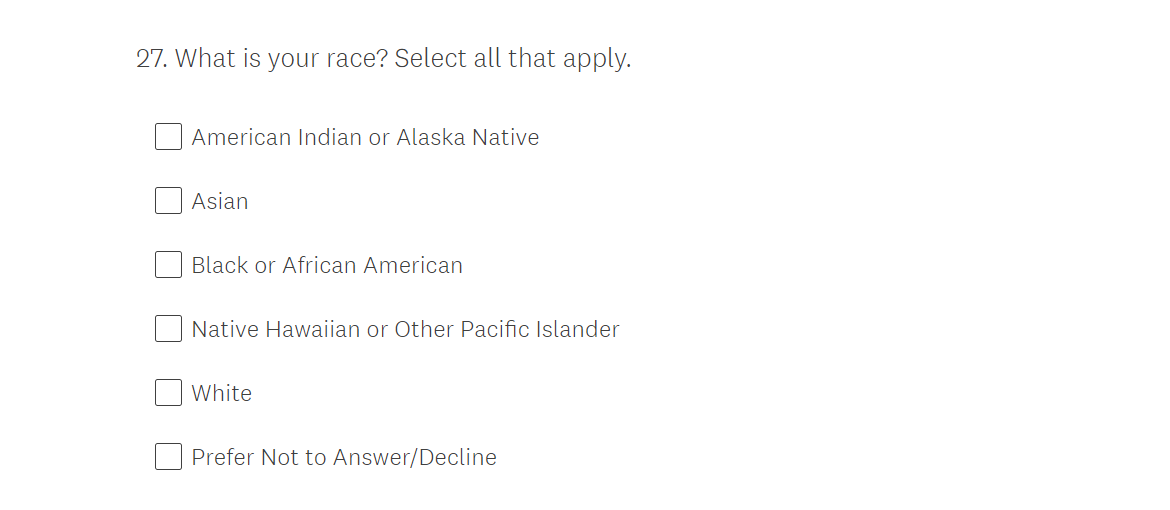 27. What is your race? Select all that apply.
American Indian or Alaska Native
Asian
Black or African American
Native Hawaiian or Other Pacific Islander
White
Prefer Not to Answer/Decline